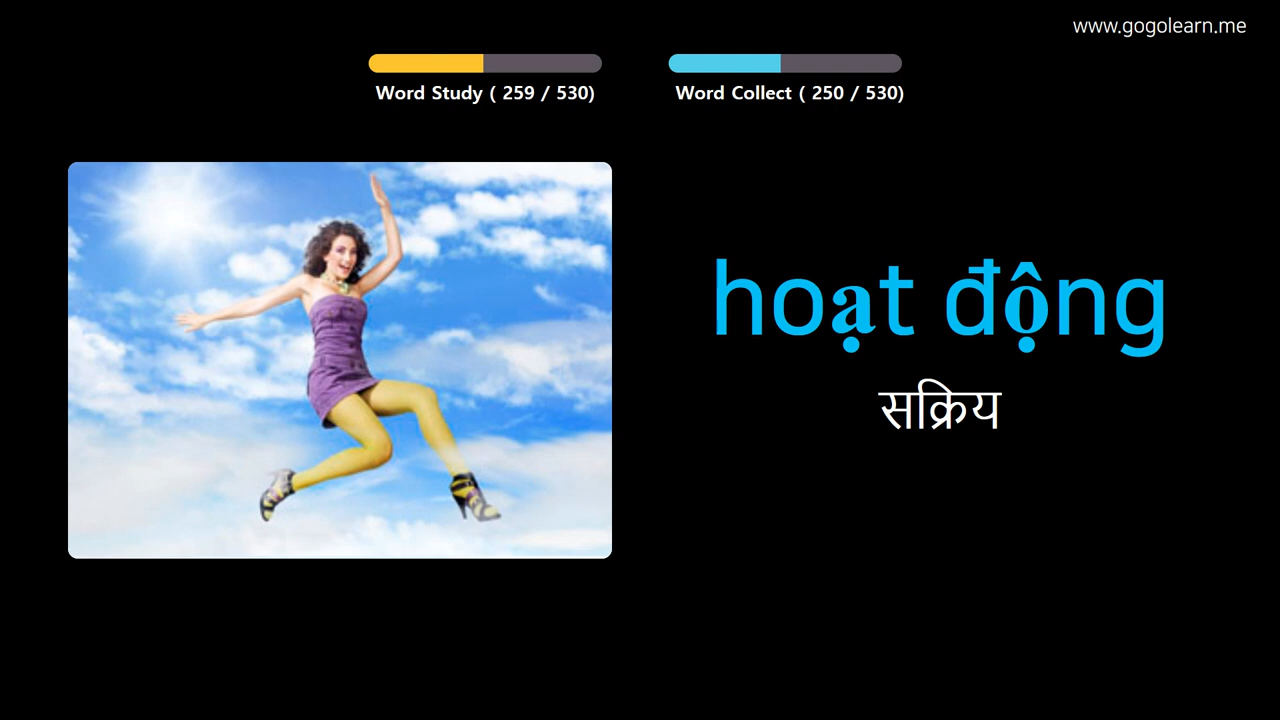 www.gogolearn.me
Word Study ( 259 / 530)
Word Collect ( 250 / 530)
hoạt động
सक्रिय